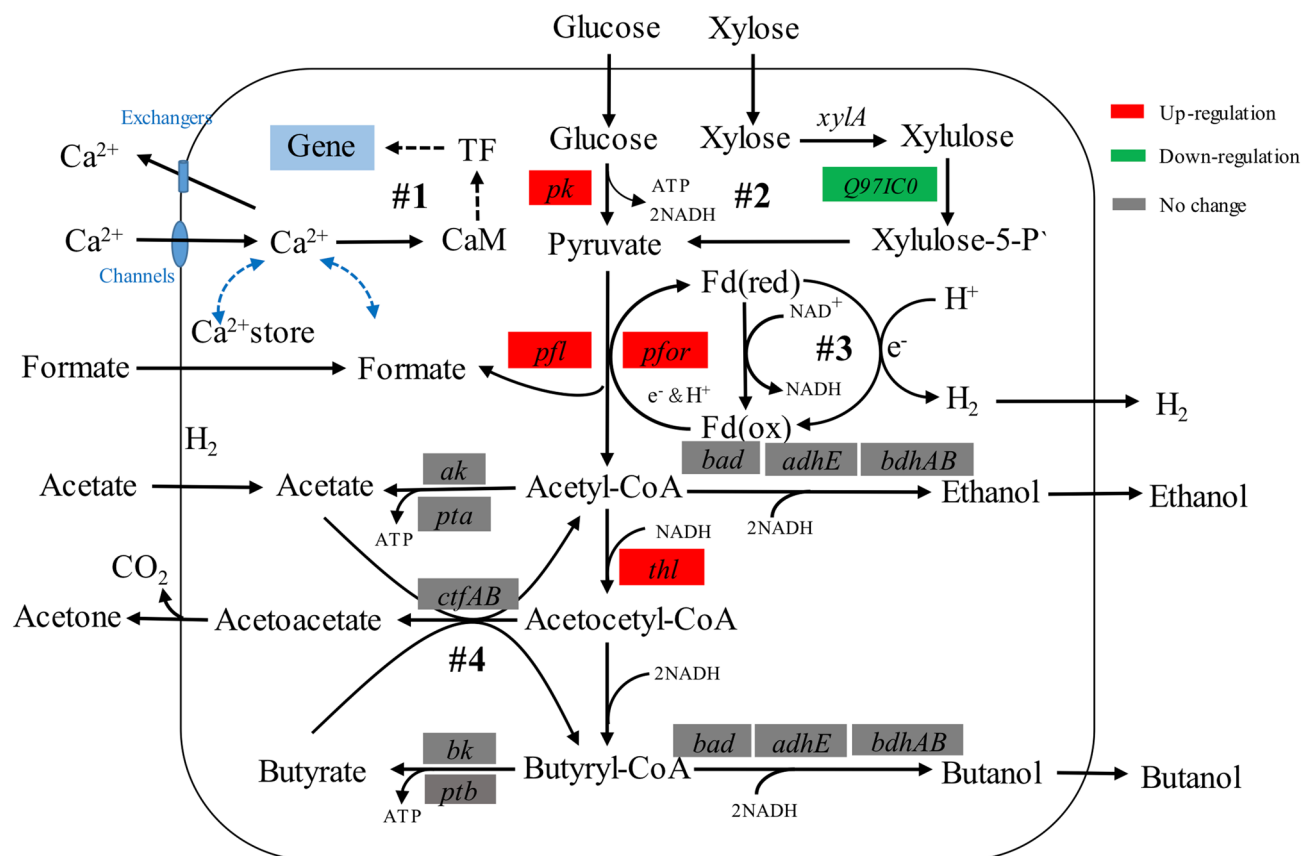 Glucose Xylose
Exchangers
Up-regulation
Down-regulation
No change
Ca²⁺
Gene
TF
Glucose
Xylose
xylA
Xylulose
#1
pk
ATP
2NADH
#2
Q97IC0
Ca²⁺
Ca²⁺
CaM
Pyruvate
Xylulose-5-P`
Channels
Ca²⁺store
Fd(red)
H⁺
NAD⁺
#3
e⁻
Formate
Formate
pfl
pfor
e⁻ & H⁺
NADH
H₂
H₂
Fd(ox)
H₂
bad
adhE
bdhAB
Acetate
Acetate
ak
pta
ATP
Acetyl-CoA
2NADH
Ethanol
Ethanol
NADH
thl
CO₂
ctfAB
Acetone
Acetoacetate
Acetocetyl-CoA
#4
2NADH
Butyrate
bk
ptb
ATP
Butyryl-CoA
bad
adhE
bdhAB
2NADH
Butanol
Butanol